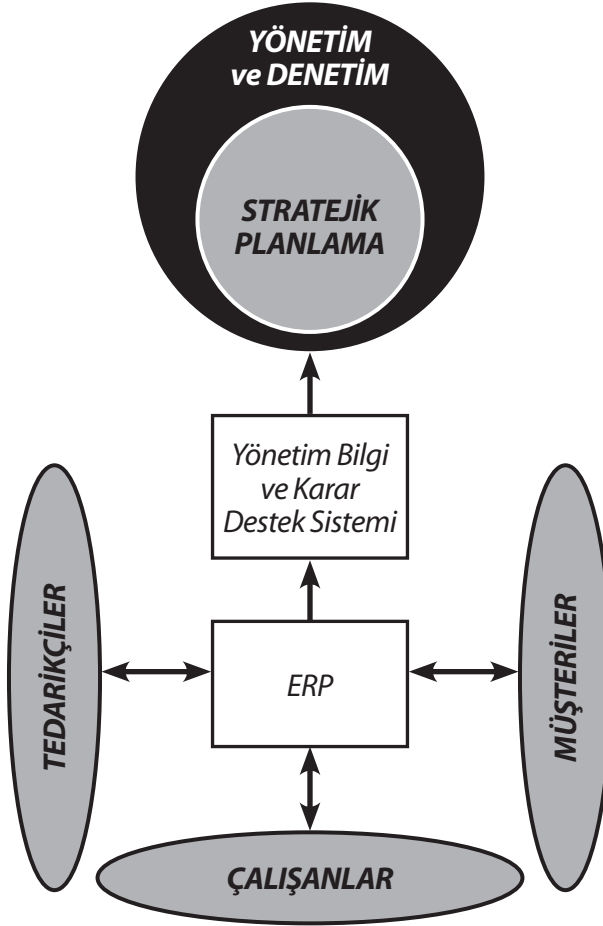 YÖNETİM
ve DENETİM
STRATEJİK
PLANLAMA
Yönetim Bilgi
ve Karar
Destek Sistemi
TEDARİKÇİLER
ERP
MÜŞTERİLER
ÇALIŞANLAR